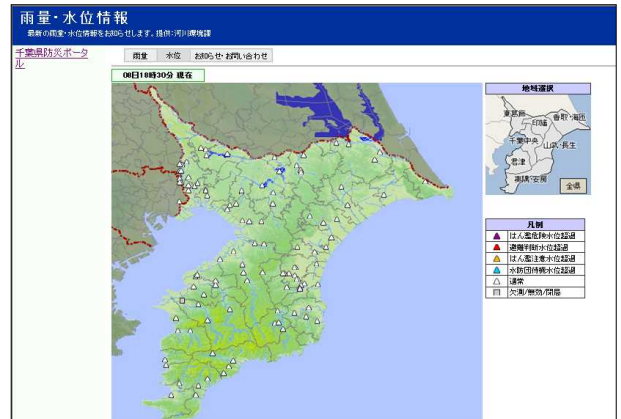 雨量・水位情報
最新の雨量・水位情報をお知らせします。提供:河川環境課
千葉県防災ポータル
雨量 水位 お知らせ・お問い合わせ
08日18時30分 現在
地域選択
東葛飾
印旛
香取・海匝
千葉中央
山武・長生
君津
夷隅・安房
全県
凡例
はん濫危険水位超過
避難判断水位超過
はん濫注意水位超過
水防団待機水位超過
通常
欠測/無効/閉局